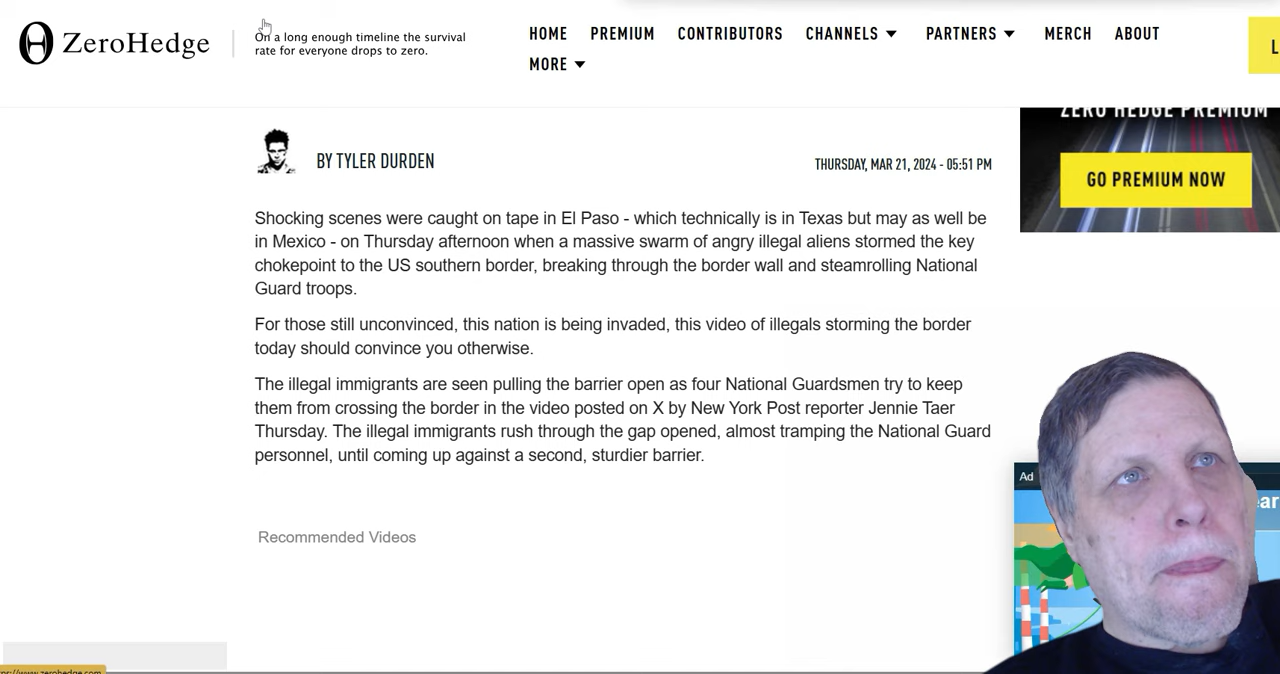 ZeroHedge
On a long enough timeline the survival
rate for everyone drops to zero.
HOME PREMIUM CONTRIBUTORS CHANNELS PARTNERS MERCH ABOUT
MORE
L
ZERO HEDGE PREMIUM
GO PREMIUM NOW
BY TYLER DURDEN
THURSDAY, MAR 21, 2024 - 05:51 PM
Shocking scenes were caught on tape in El Paso - which technically is in Texas but may as well be
in Mexico - on Thursday afternoon when a massive swarm of angry illegal aliens stormed the key
chokepoint to the US southern border, breaking through the border wall and steamrolling National
Guard troops.
For those still unconvinced, this nation is being invaded, this video of illegals storming the border
today should convince you otherwise.
The illegal immigrants are seen pulling the barrier open as four National Guardsmen try to keep
them from crossing the border in the video posted on X by New York Post reporter Jennie Taer
Thursday. The illegal immigrants rush through the gap opened, almost tramping the National Guard
personnel, until coming up against a second, sturdier barrier.
Ad
Recommended Videos